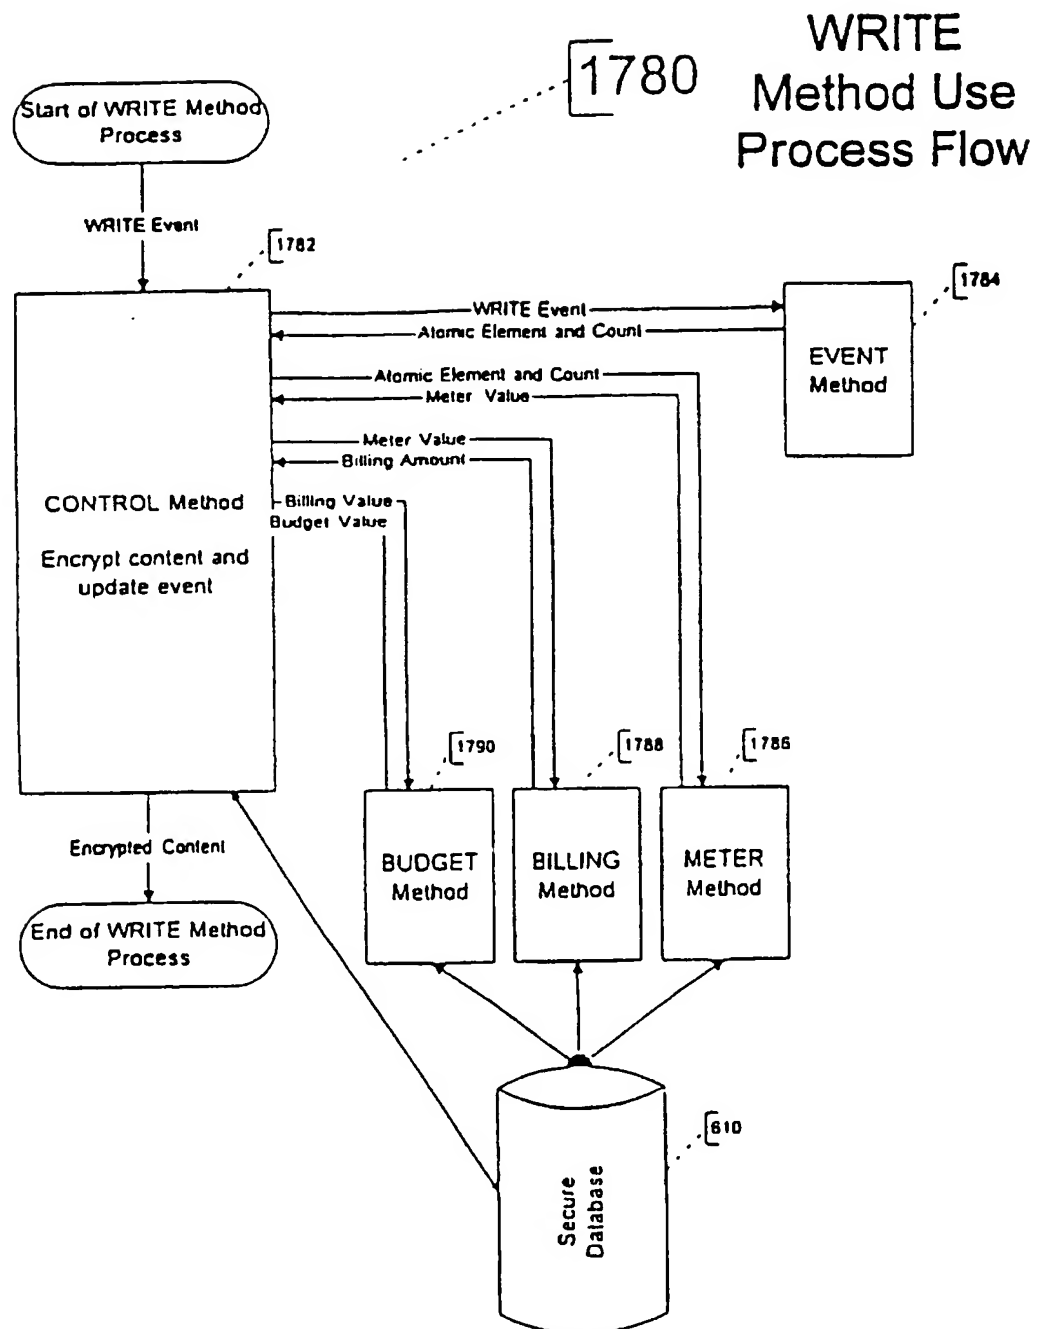 WRITE
Method Use
Process Flow
1780
Start of WRITE Method
Process
WRITE Event
1782
1784
WRITE Event
Atomic Element and Count
EVENT
Method
Atomic Element and Count
Meter Value
Meter Value
Billing Amount
CONTROL Method
Encrypt content and
update event
Billing Value
Budget Value
1790
1788
1786
Encrypted Content
BUDGET
Method
BILLING
Method
METER
Method
End of WRITE Method
Process
610
Secure
Database